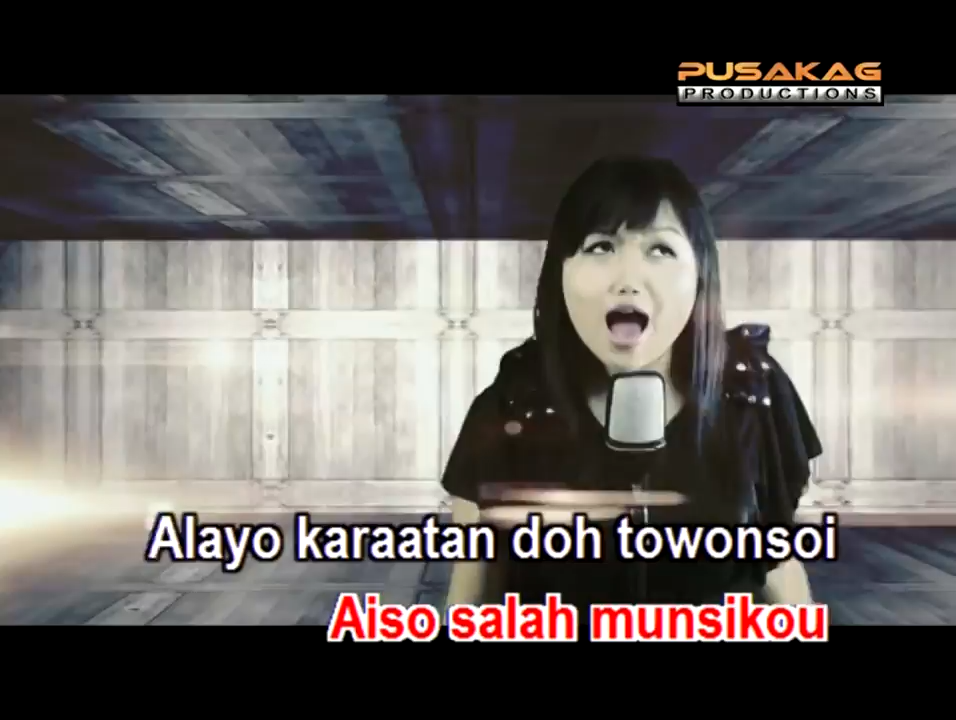 PUSAKAG
PRODUCTIONS
Alayo karaatan doh towonsoi
Aiso salah munsikou